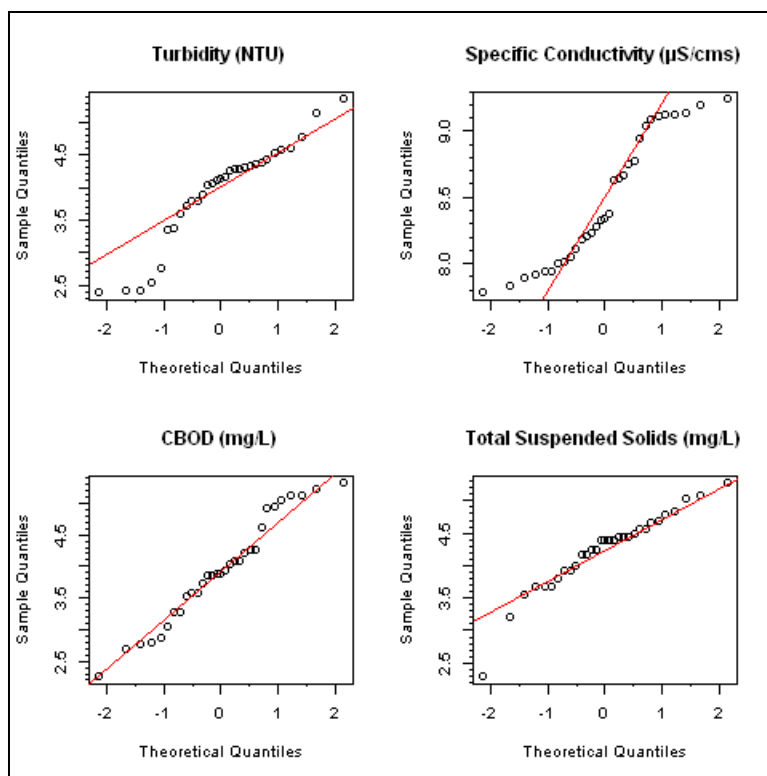 Turbidity (NTU)
Sample Quantiles
2.5 3.5 4.5
-2 -1 0 1 2
Theoretical Quantiles
Specific Conductivity (µS/cms)
Sample Quantiles
8.0 8.5 9.0
-2 -1 0 1 2
Theoretical Quantiles
CBOD (mg/L)
Sample Quantiles
2.5 3.5 4.5
-2 -1 0 1 2
Theoretical Quantiles
Total Suspended Solids (mg/L)
Sample Quantiles
2.5 3.5 4.5
-2 -1 0 1 2
Theoretical Quantiles